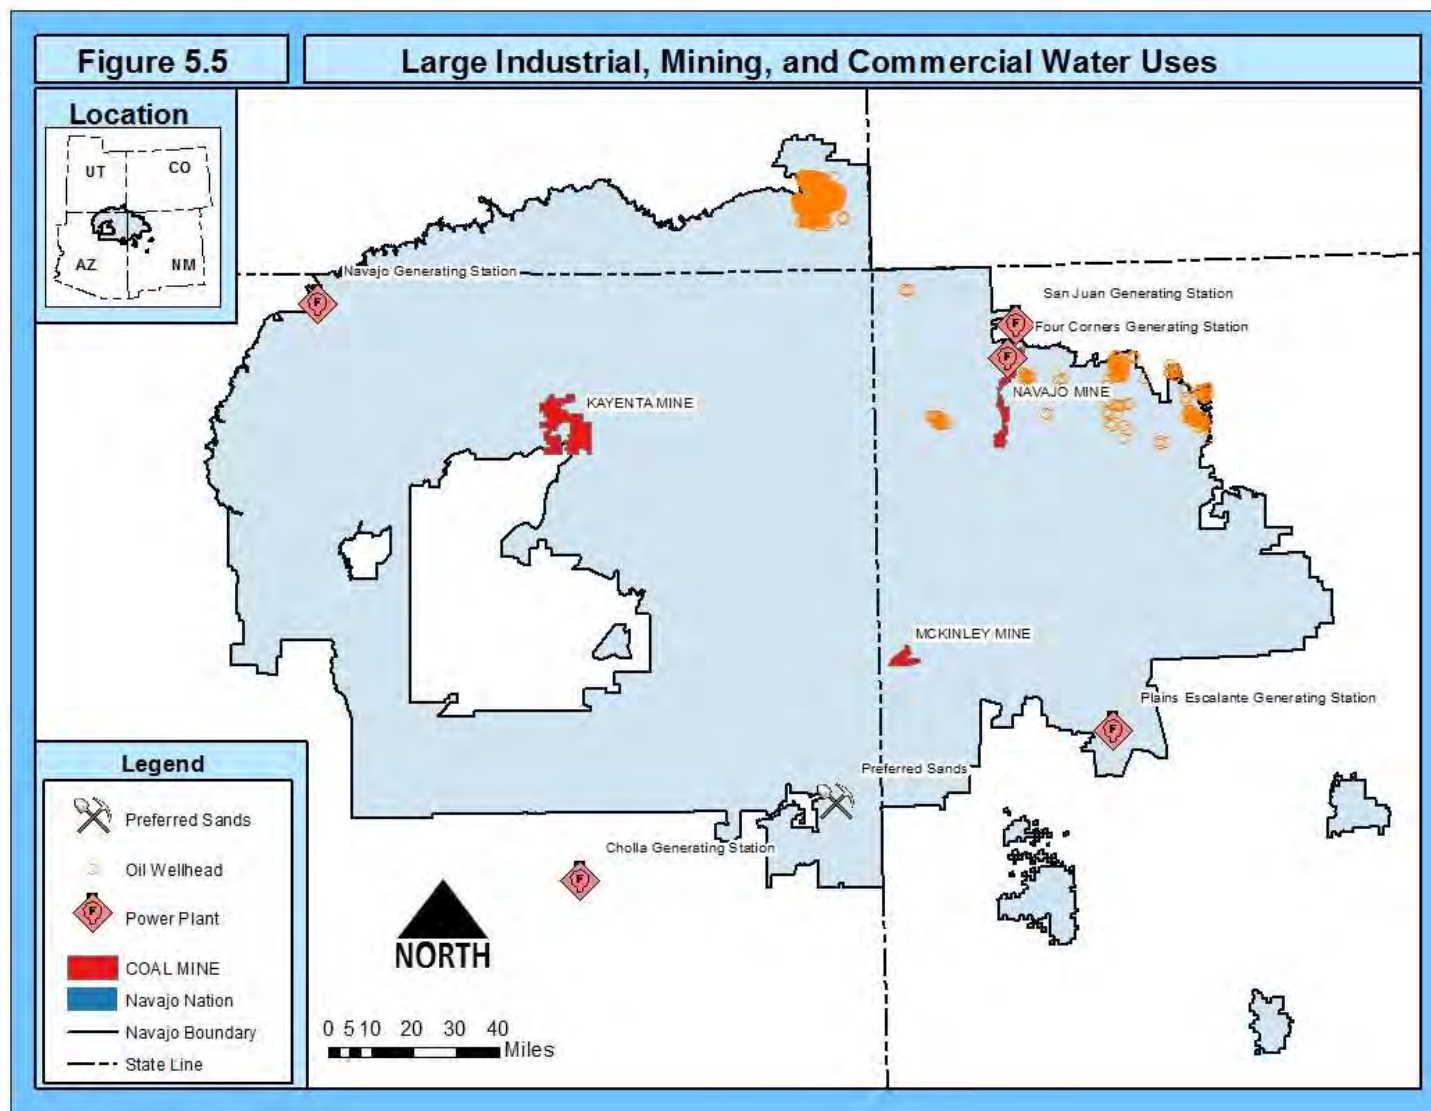 Figure 5.5
Large Industrial, Mining, and Commercial Water Uses
Location
UT
CO
AZ
NM
Navajo Generating Station
San Juan Generating Station
Four Corners Generating Station
NAVAJO MINE
KAYENTA MINE
MCKINLEY MINE
Plains Escalante Generating Station
Preferred Sands
Cholla Generating Station
Legend
Preferred Sands
Oil Wellhead
Power Plant
COAL MINE
Navajo Nation
Navajo Boundary
State Line
NORTH
0 5 10 20 30 40
Miles
F
F
F
F
F
F